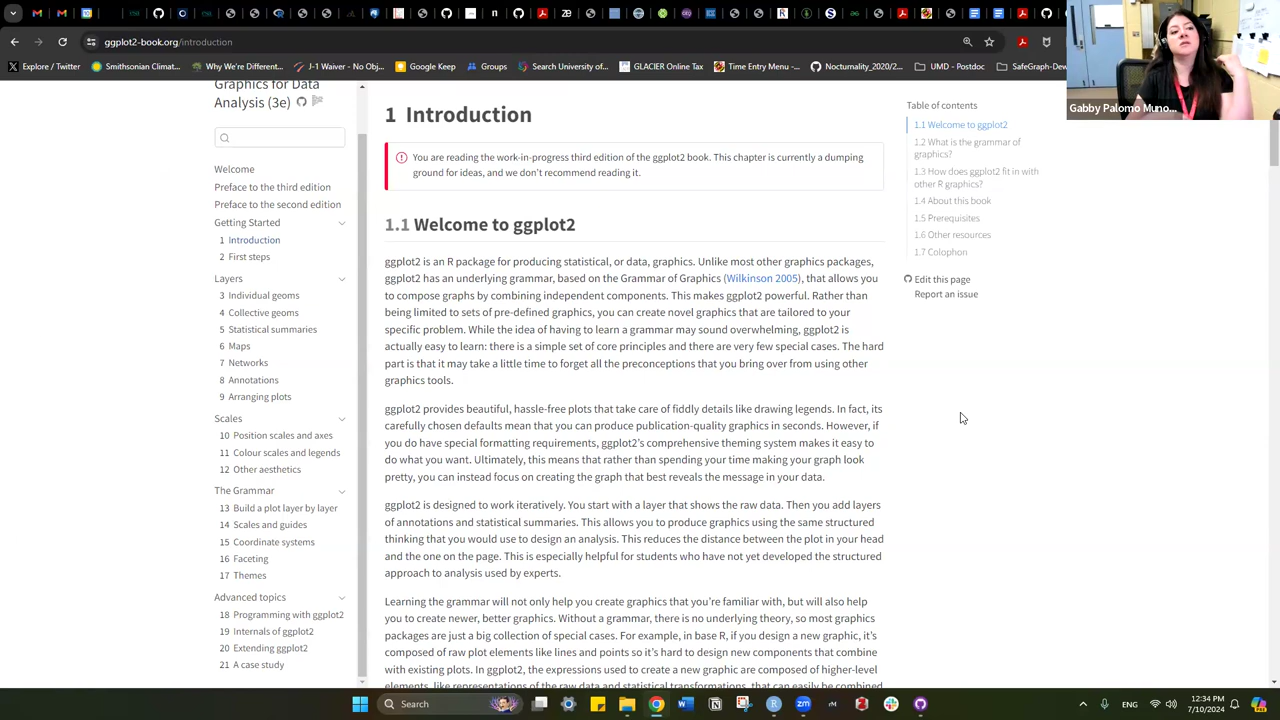 ggplot2-book.org/introduction
Explore / Twitter
Smithsonian Climat...
Why We're Different...
J-1 Waiver - No Obj...
Google Keep
Groups
Search University of...
GLACIER Online Tax
Time Entry Menu...
Nocturnality_2020/2...
UMD - Postdoc
SafeGraph-Dew
Gabby Palomo Muno...
Graphics for Data
Analysis (3e)
Welcome
Preface to the third edition
Preface to the second edition
Getting Started
1 Introduction
2 First steps
Layers
3 Individual geoms
4 Collective geoms
5 Statistical summaries
6 Maps
7 Networks
8 Annotations
9 Arranging plots
Scales
10 Position scales and axes
11 Colour scales and legends
12 Other aesthetics
The Grammar
13 Build a plot layer by layer
14 Scales and guides
15 Coordinate systems
16 Faceting
17 Themes
Advanced topics
18 Programming with ggplot2
19 Internals of ggplot2
20 Extending ggplot2
21 A case study
1 Introduction
You are reading the work-in-progress third edition of the ggplot2 book. This chapter is currently a dumping
ground for ideas, and we don't recommend reading it.
1.1 Welcome to ggplot2
ggplot2 is an R package for producing statistical, or data, graphics. Unlike most other graphics packages,
ggplot2 has an underlying grammar, based on the Grammar of Graphics (Wilkinson 2005), that allows you
to compose graphs by combining independent components. This makes ggplot2 powerful. Rather than
being limited to sets of pre-defined graphics, you can create novel graphics that are tailored to your
specific problem. While the idea of having to learn a grammar may sound overwhelming, ggplot2 is
actually easy to learn: there is a simple set of core principles and there are very few special cases. The hard
part is that it may take a little time to forget all the preconceptions that you bring over from using other
graphics tools.
ggplot2 provides beautiful, hassle-free plots that take care of fiddly details like drawing legends. In fact, its
carefully chosen defaults mean that you can produce publication-quality graphics in seconds. However, if
you do have special formatting requirements, ggplot2's comprehensive theming system makes it easy to
do what you want. Ultimately, this means that rather than spending your time making your graph look
pretty, you can instead focus on creating the graph that best reveals the message in your data.
ggplot2 is designed to work iteratively. You start with a layer that shows the raw data. Then you add layers
of annotations and statistical summaries. This allows you to produce graphics using the same structured
thinking that you would use to design an analysis. This reduces the distance between the plot in your head
and the one on the page. This is especially helpful for students who have not yet developed the structured
approach to analysis used by experts.
Learning the grammar will not only help you create graphics that you're familiar with, but will also help
you to create newer, better graphics. Without a grammar, there is no underlying theory, so most graphics
packages are just a big collection of special cases. For example, in base R, if you design a new graphic, it's
composed of raw plot elements like lines and points so it's hard to design new components that combine
with existing plots. In ggplot2, the expressions used to create a new graphic are composed of higher-level
elements, like representations of the raw data and statistical transformations, that can easily be combined
Table of contents
1.1 Welcome to ggplot2
1.2 What is the grammar of
graphics?
1.3 How does ggplot2 fit in with
other R graphics?
1.4 About this book
1.5 Prerequisites
1.6 Other resources
1.7 Colophon
Edit this page
Report an issue
Search
ENG
12:34 PM
7/10/2024